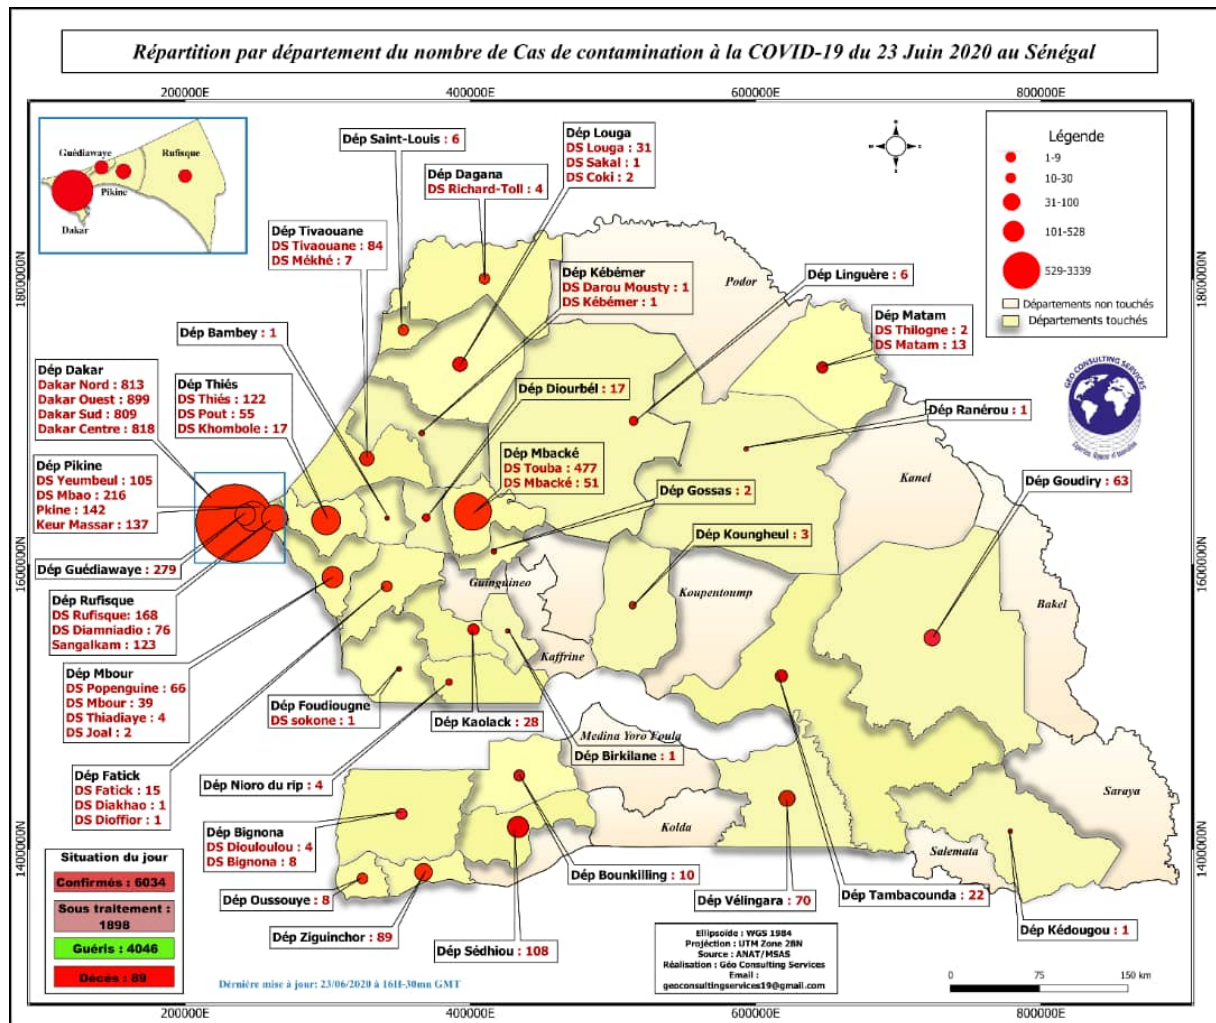 Répartition par département du nombre de Cas de contamination à la COVID-19 du 23 Juin 2020 au Sénégal
200000E
400000E
600000E
800000E
1800000N
1600000N
1400000N
1800000N
1600000N
1400000N
Guédiawaye
Rufisque
Pikine
Dakar
Dép Saint-Louis : 6
Dép Dagana
DS Richard-Toll : 4
Dép Louga
DS Louga : 31
DS Sakal : 1
DS Coki : 2
Légende
1-9
10-30
31-100
101-528
529-3339
Départements non touchés
Départements touchés
Dép Tivaouane
DS Tivaouane : 84
DS Mékhé : 7
Dép Kébémer
DS Darou Mousty : 1
DS Kébémer : 1
Dép Linguère : 6
Podor
Dép Matam
DS Thilogne : 2
DS Matam : 13
Dép Bambey : 1
Dép Dakar
Dakar Nord : 813
Dakar Ouest : 899
Dakar Sud : 809
Dakar Centre : 818
Dép Thiés
DS Thiés : 122
DS Pout : 55
DS Khombole : 17
Dép Diourbél : 17
GEO CONSULTING SERVICES
Dép Ranérou : 1
Dép Pikine
DS Yeumbeul : 105
DS Mbao : 216
Pkine : 142
Keur Massar : 137
Dép Mbacké
DS Touba : 477
DS Mbacké : 51
Dép Gossas : 2
Kanel
Dép Goudiry : 63
Dép Koungheul : 3
Dép Guédiawaye : 279
Guinguineo
Koupentoump
Bakel
Dép Rufisque
DS Rufisque: 168
DS Diamniadio : 76
Sangalkam : 123
Kaffrine
Dép Mbour
DS Popenguine : 66
DS Mbour : 39
DS Thiadiaye : 4
DS Joal : 2
Dép Foudiougne
DS sokone : 1
Dép Kaolack : 28
Medina Yoro Foula
Dép Birkilane : 1
Dép Fatick
DS Fatick : 15
DS Diakhao : 1
DS Dioffior : 1
Dép Nioro du rip : 4
Saraya
Dép Bignona
DS Diouloulou : 4
DS Bignona : 8
Kolda
Salemata
Dép Bounkilling : 10
Dép Oussouye : 8
Dép Vélingara : 70
Dép Tambacounda : 22
Dép Ziguinchor : 89
Dép Sédhiou : 108
Dép Kédougou : 1
Situation du jour
Confirmés : 6034
Sous traitement :
1898
Guéris : 4046
Décés : 89
Dérnière mise à jour: 23/06/2020 à 16H-30mn GMT
Ellipsoïde : WGS 1984
Projéction : UTM Zone 28N
Source : ANAT/MSAS
Réalisation : Géo Consulting Services
Email :
geoconsultingservices19@gmail.com
0 75 150 km
200000E
400000E
600000E
800000E